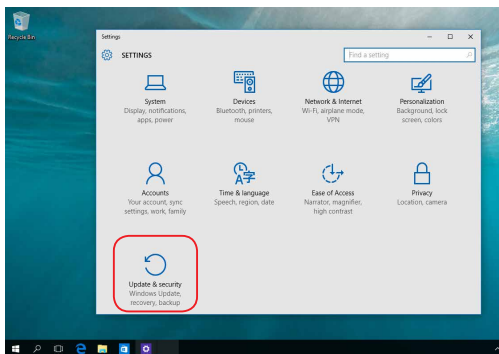 Recycle Bin
Settings
SETTINGS
Find a setting
System
Display, notifications,
apps, power
Devices
Bluetooth, printers,
mouse
Network & Internet
Wi-Fi, airplane mode,
VPN
Personalization
Background, lock
screen, colors
Accounts
Your account, sync
settings, work, family
Time & language
Speech, region, date
Ease of Access
Narrator, magnifier,
high contrast
Privacy
Location, camera
Update & security
Windows Update,
recovery, backup